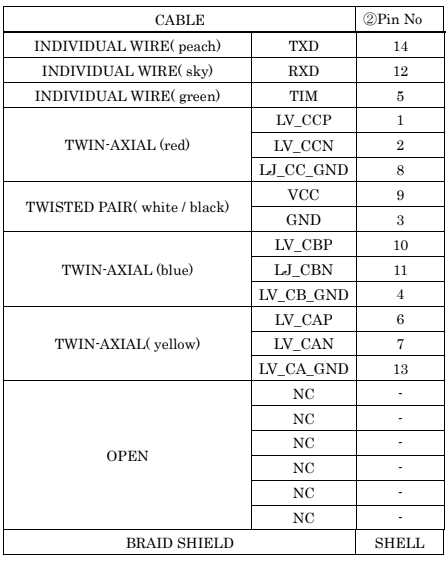 CABLE ②Pin No
INDIVIDUAL WIRE( peach) TXD 14
INDIVIDUAL WIRE( sky) RXD 12
INDIVIDUAL WIRE( green) TIM 5
TWIN-AXIAL (red) LV_CCP 1
LV_CCN 2
LJ_CC_GND 8
TWISTED PAIR( white / black) VCC 9
GND 3
TWIN-AXIAL (blue) LV_CBP 10
LJ_CBN 11
LV_CB_GND 4
TWIN-AXIAL( yellow) LV_CAP 6
LV_CAN 7
LV_CA_GND 13
OPEN NC -
NC -
NC -
NC -
NC -
NC -
BRAID SHIELD SHELL